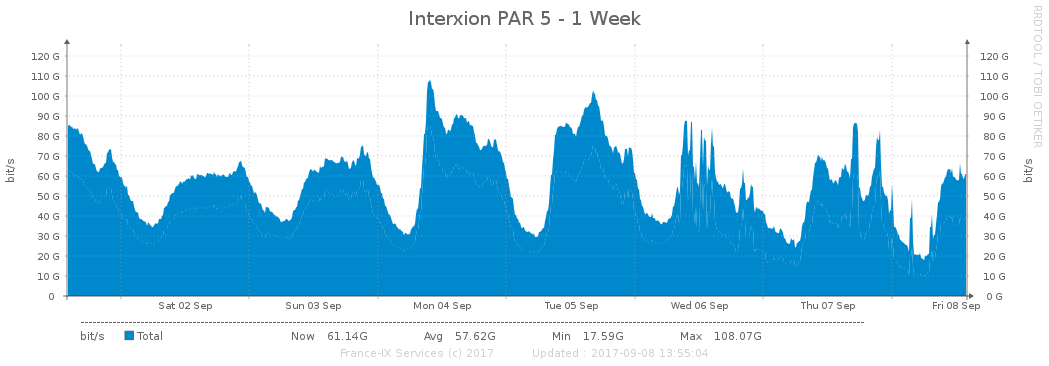 Interxion PAR 5 - 1 Week
RRDTOOL / TOBI OETIKER
120 G 120 G
110 G 110 G
100 G 100 G
90 G 90 G
80 G 80 G
70 G 70 G
60 G 60 G
50 G 50 G
40 G 40 G
30 G 30 G
20 G 20 G
10 G 10 G
0 0 G
bit/s
bit/s
Sat 02 Sep Sun 03 Sep Mon 04 Sep Tue 05 Sep Wed 06 Sep Thu 07 Sep Fri 08 Sep
bit/s Total Now 61.14G Avg 57.62G Min 17.59G Max 108.07G
France-IX Services (c) 2017 Updated : 2017-09-08 13:55:04